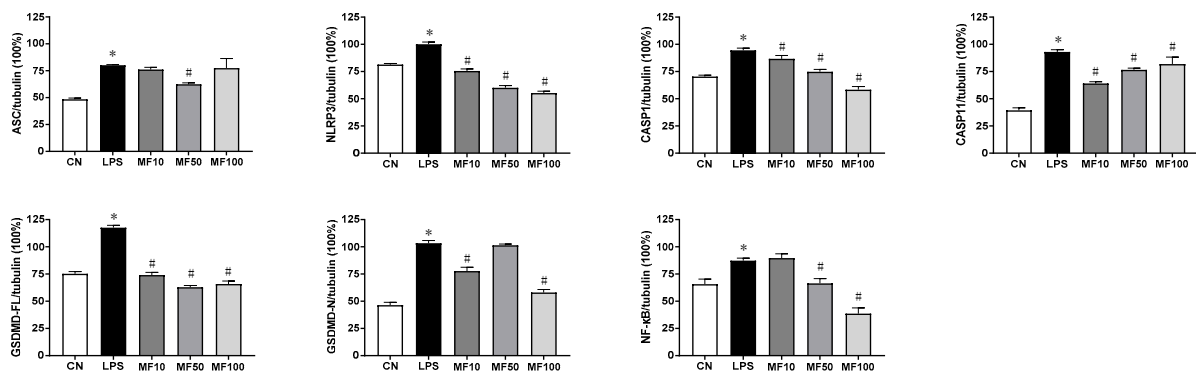 ASC/tubulin (100%)
125
100
75
50
25
0
*
#
CN LPS MF10 MF50 MF100
NLRP3/tubulin (100%)
125
100
75
50
25
0
*
# # #
CN LPS MF10 MF50 MF100
CASP1/tubulin (100%)
125
100
75
50
25
0
*
# # #
CN LPS MF10 MF50 MF100
CASP11/tubulin (100%)
125
100
75
50
25
0
*
# # #
CN LPS MF10 MF50 MF100
GSDMD-FL/tubulin (100%)
125
100
75
50
25
0
*
# # #
CN LPS MF10 MF50 MF100
GSDMD-N/tubulin (100%)
125
100
75
50
25
0
*
# #
CN LPS MF10 MF50 MF100
NF-κB/tubulin (100%)
125
100
75
50
25
0
*
# #
CN LPS MF10 MF50 MF100